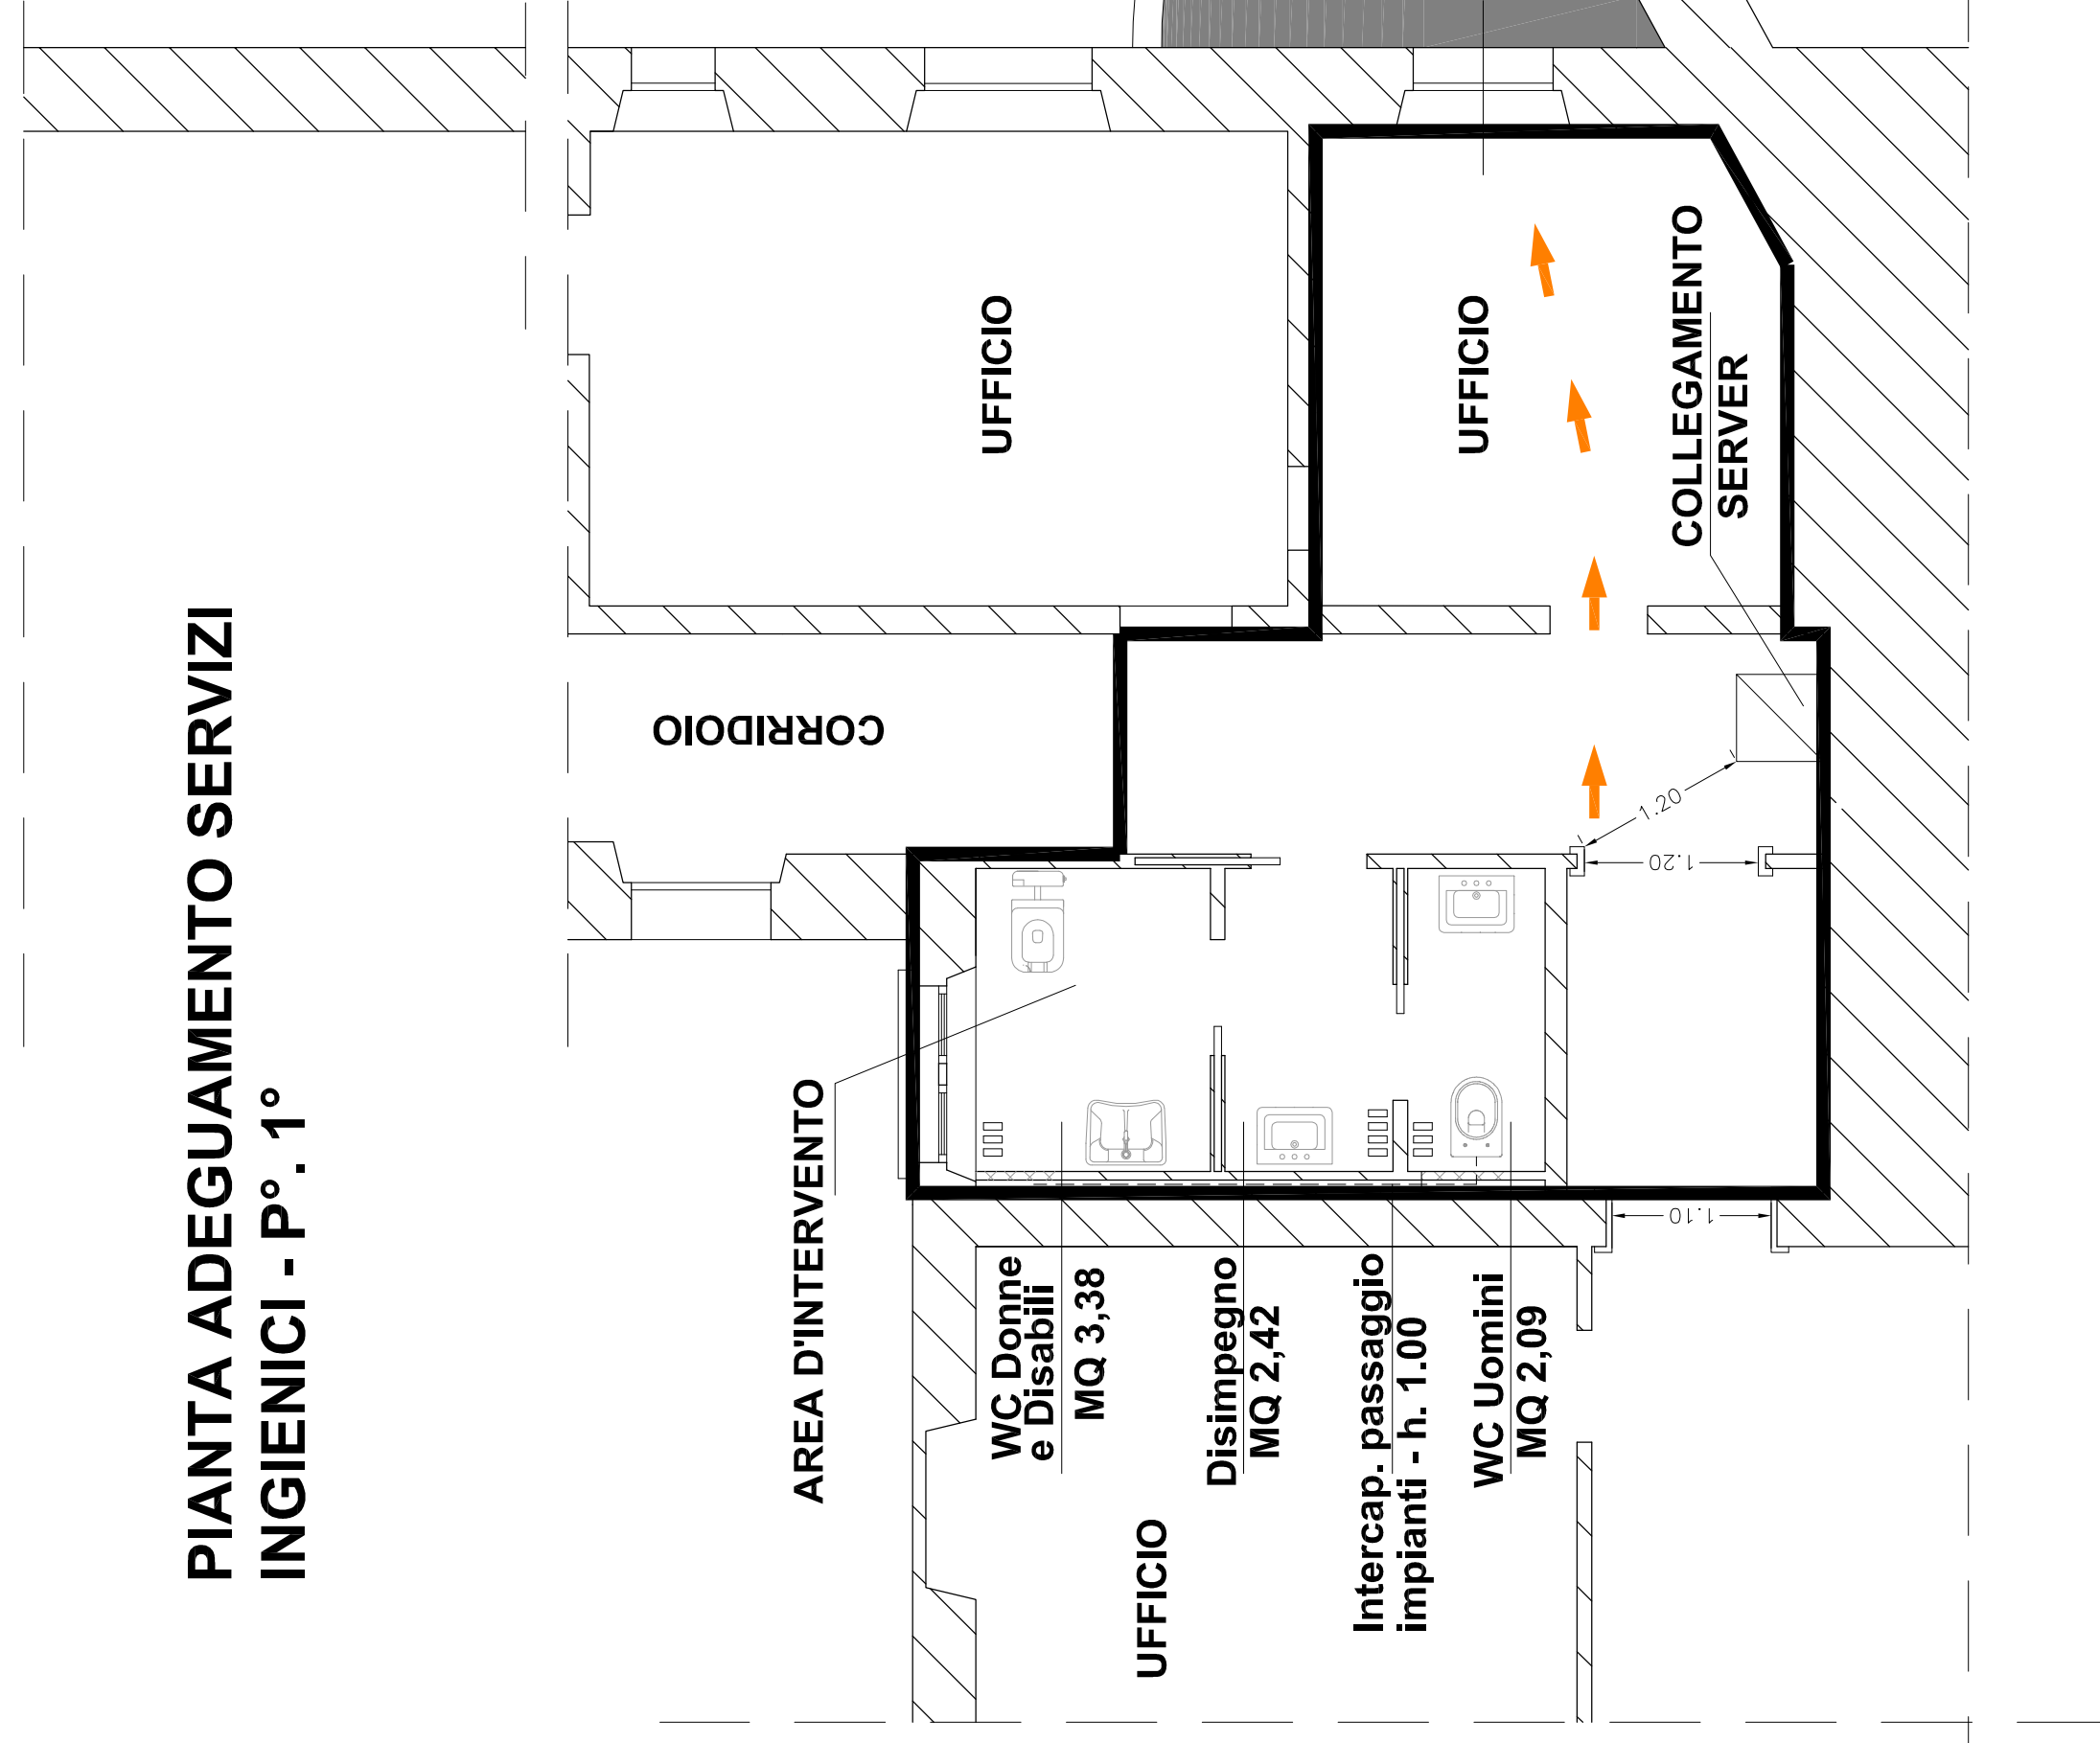 PIANTA ADEGUAMENTO SERVIZI
INGIENICI - P°. 1°
UFFICIO
UFFICIO
COLLEGAMENTO
SERVER
CORRIDOIO
1.20
1.20
AREA D'INTERVENTO
1.10
WC Donne
e Disabili
MQ 3,38
Disimpegno
MQ 2,42
Intercap. passaggio
impianti - h. 1.00
WC Uomini
MQ 2,09
UFFICIO